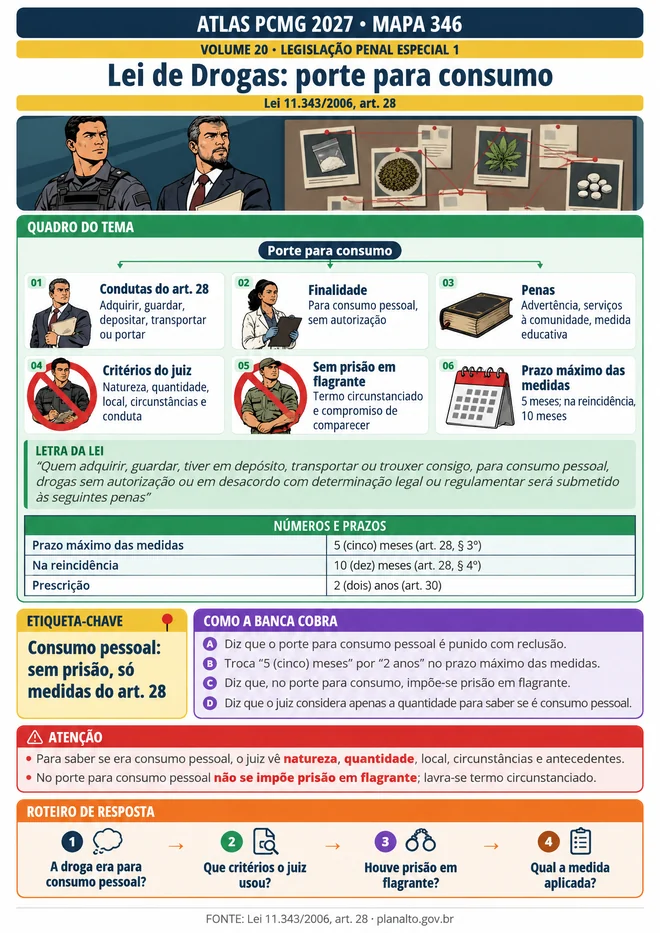 ATLAS PCMG 2027 • MAPA 346
VOLUME 20 • LEGISLAÇÃO PENAL ESPECIAL 1
Lei de Drogas: porte para consumo
Lei 11.343/2006, art. 28
QUADRO DO TEMA
Porte para consumo
01
Condutas do art. 28
Adquirir, guardar,
depositar, transportar
ou portar
02
Finalidade
Para consumo pessoal,
sem autorização
03
Penas
Advertência, serviços
à comunidade, medida
educativa
04
Critérios do juiz
Natureza, quantidade,
local, circunstâncias e
conduta
05
Sem prisão em
flagrante
Termo circunstanciado
e compromiso de
comparecer
06
Prazo máximo das
medidas
5 meses; na reincidência,
10 meses
LETRA DA LEI
“Quem adquirir, guardar, tiver em depósito, transportar ou trouxer consigo, para consumo pessoal,
drogas sem autorização ou em desacordo com determinação legal ou regulamentar será submetido
às seguintes penas”
NÚMEROS E PRAZOS
Prazo máximo das medidas 5 (cinco) meses (art. 28, § 3º)
Na reincidência 10 (dez) meses (art. 28, § 4º)
Prescrição 2 (dois) anos (art. 30)
ETIQUETA-CHAVE
Consumo pessoal:
sem prisão, só
medidas do art. 28
COMO A BANCA COBRA
A Diz que o porte para consumo pessoal é punido com reclusão.
B Troca “5 (cinco) meses” por “2 anos” no prazo máximo das medidas.
C Diz que, no porte para consumo, impõe-se prisão em flagrante.
D Diz que o juiz considera apenas a quantidade para saber se é consumo pessoal.
ATENÇÃO
• Para saber se era consumo pessoal, o juiz vê natureza, quantidade, local, circunstâncias e antecedentes.
• No porte para consumo pessoal não se impõe prisão em flagrante; lavra-se termo circunstanciado.
ROTEIRO DE RESPOSTA
1
A droga era para
consumo pessoal?
→
2
Que critérios o juiz
usou?
→
3
Houve prisão em
flagrante?
→
4
Qual a medida
aplicada?
FONTE: Lei 11.343/2006, art. 28 • planalto.gov.br